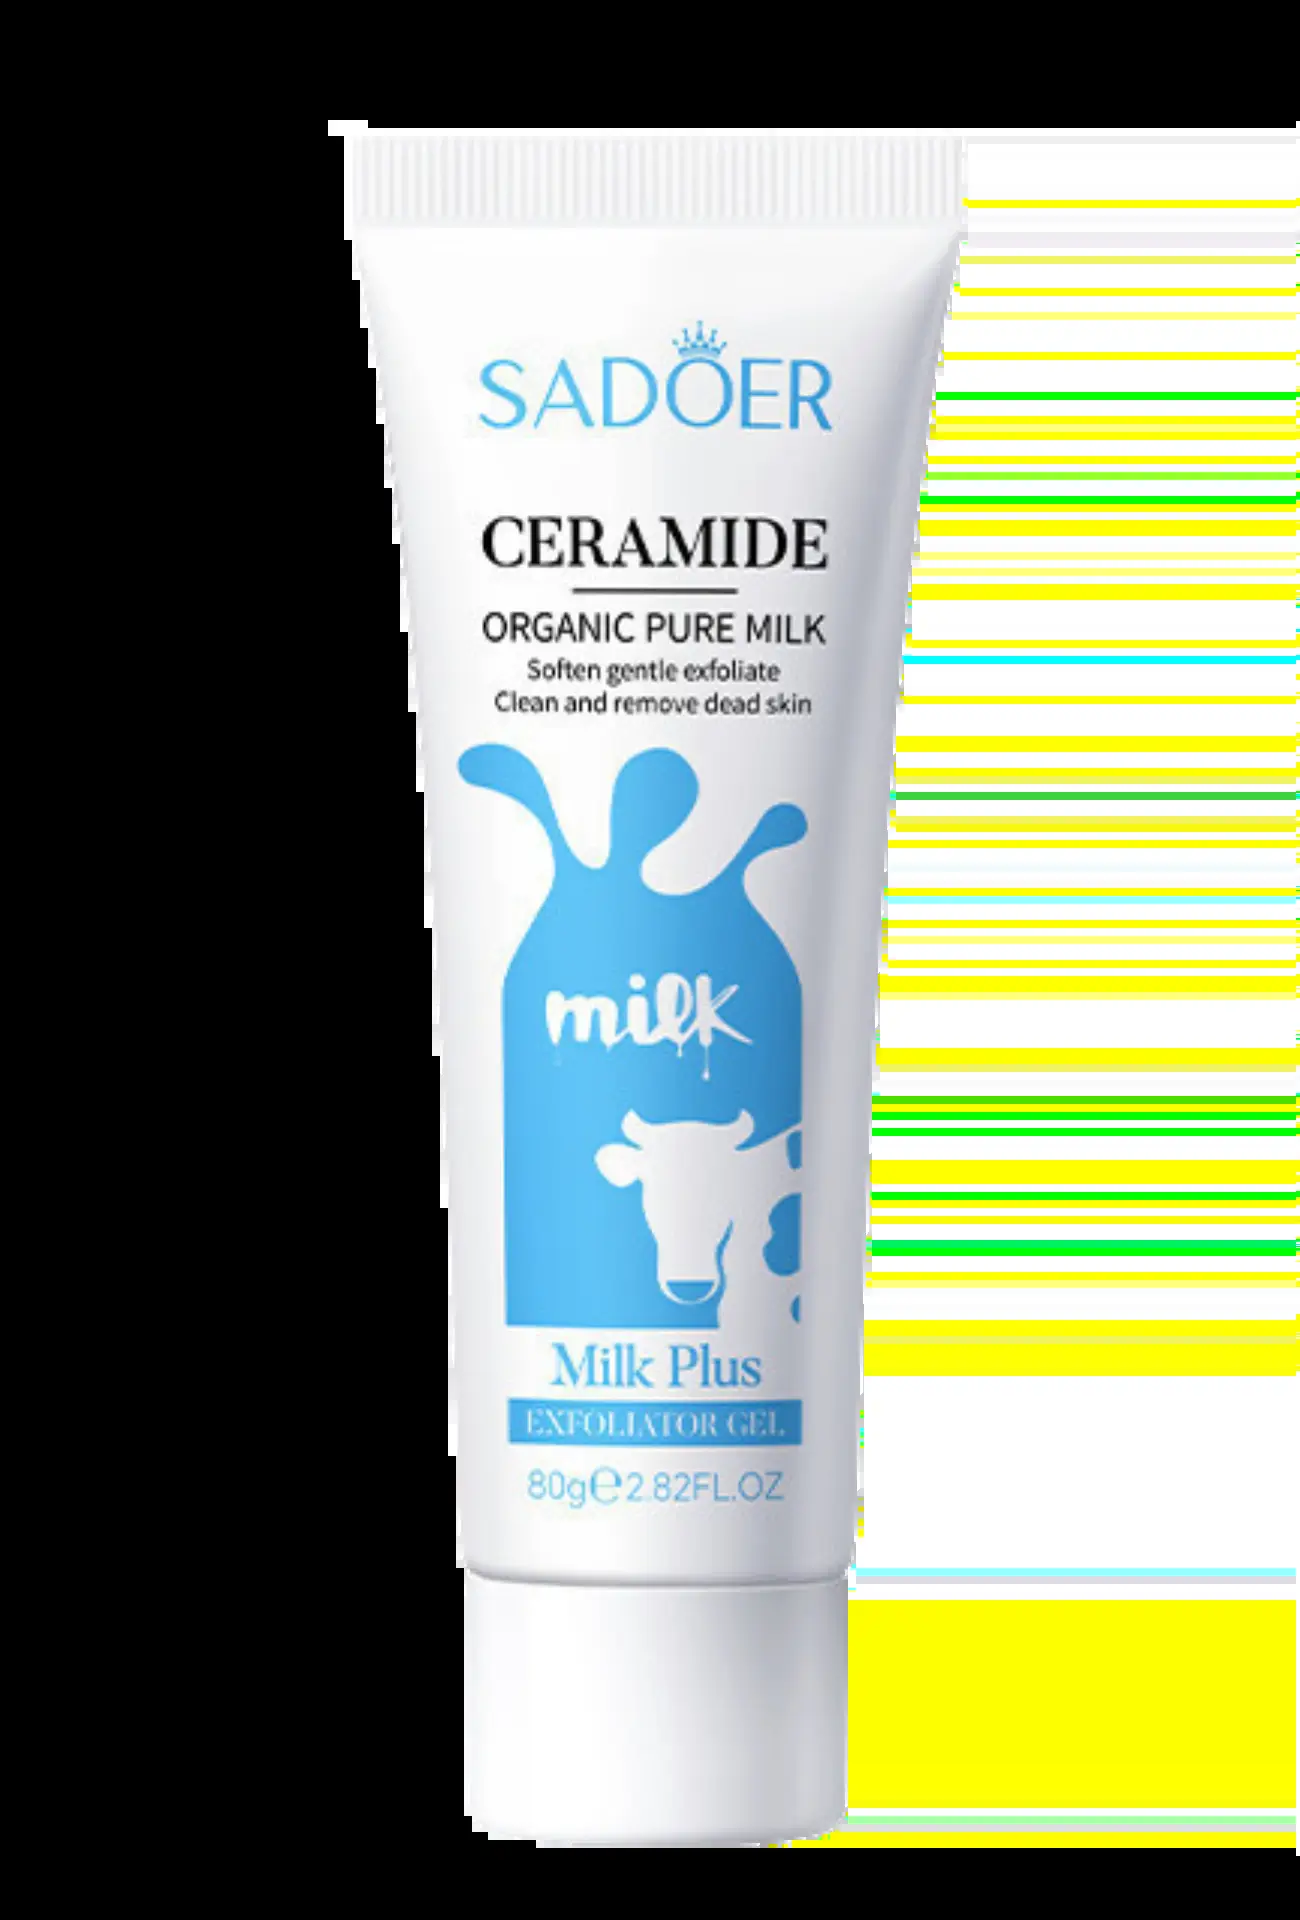 SADOER
CERAMIDE
ORGANIC PURE MILK
Soften gentle exfoliate
Clean and remove dead skin
milk
Milk Plus
EXFOLIATOR GEL
80g℮2.82FL.OZ